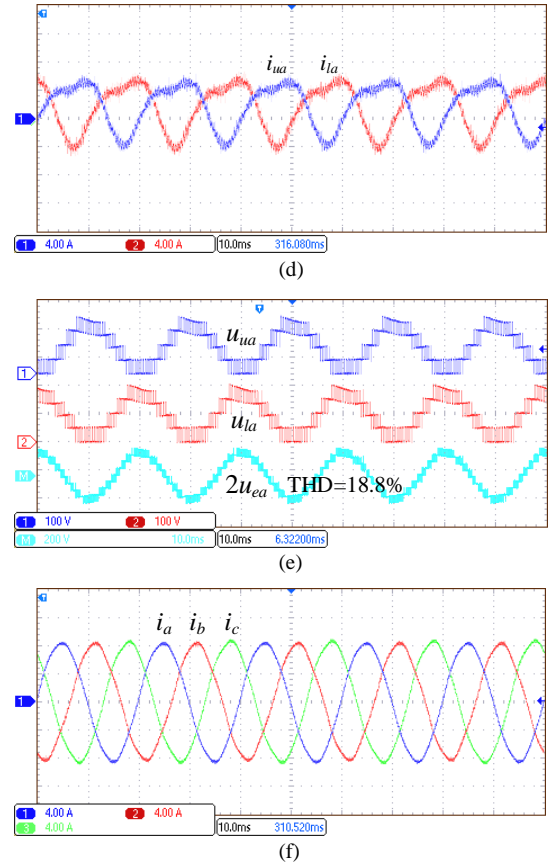 T
i_ua i_la
1
1 4.00 A 2 4.00 A 10.0ms 316.080ms
(d)
T
u_ua
1
u_la
2
M
2u_ea THD=18.8%
1 100 V 2 100 V
M 200 V 10.0ms 10.0ms 6.32200ms
(e)
T
i_a i_b i_c
1
1 4.00 A 2 4.00 A
3 4.00 A 10.0ms 310.520ms
(f)